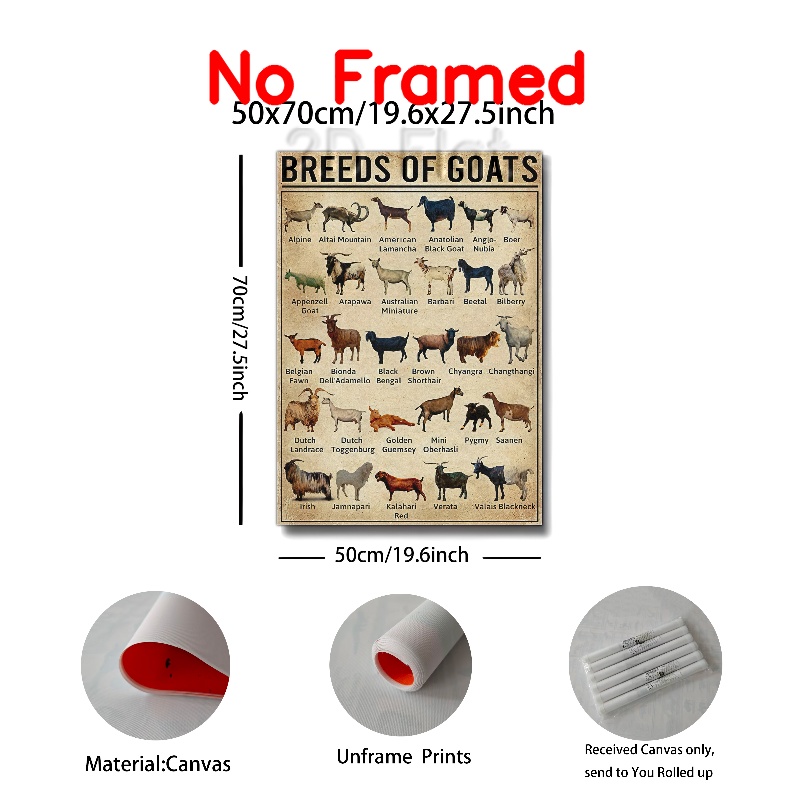 No Framed
50x70cm/19.6x27.5inch
2D Flat
BREEDS OF GOATS
Alpine Altai Mountain American Lamancha Anatolian Black Goat Anglo-Nubia Boer
Appenzell Goat Arapawa Australian Miniature Barbari Beetal Bilberry
Belgian Fawn Bionda Dell'Adamello Black Bengal Brown Shorthair Chyangra Changthangi
Dutch Landrace Dutch Toggenburg Golden Guernsey Mini Oberhasli Pygmy Saanen
Irish Jamnapari Kalahari Red Verata Valais Blackneck
70cm/27.5inch
50cm/19.6inch
Material:Canvas
Unframe Prints
Received Canvas only,
send to You Rolled up